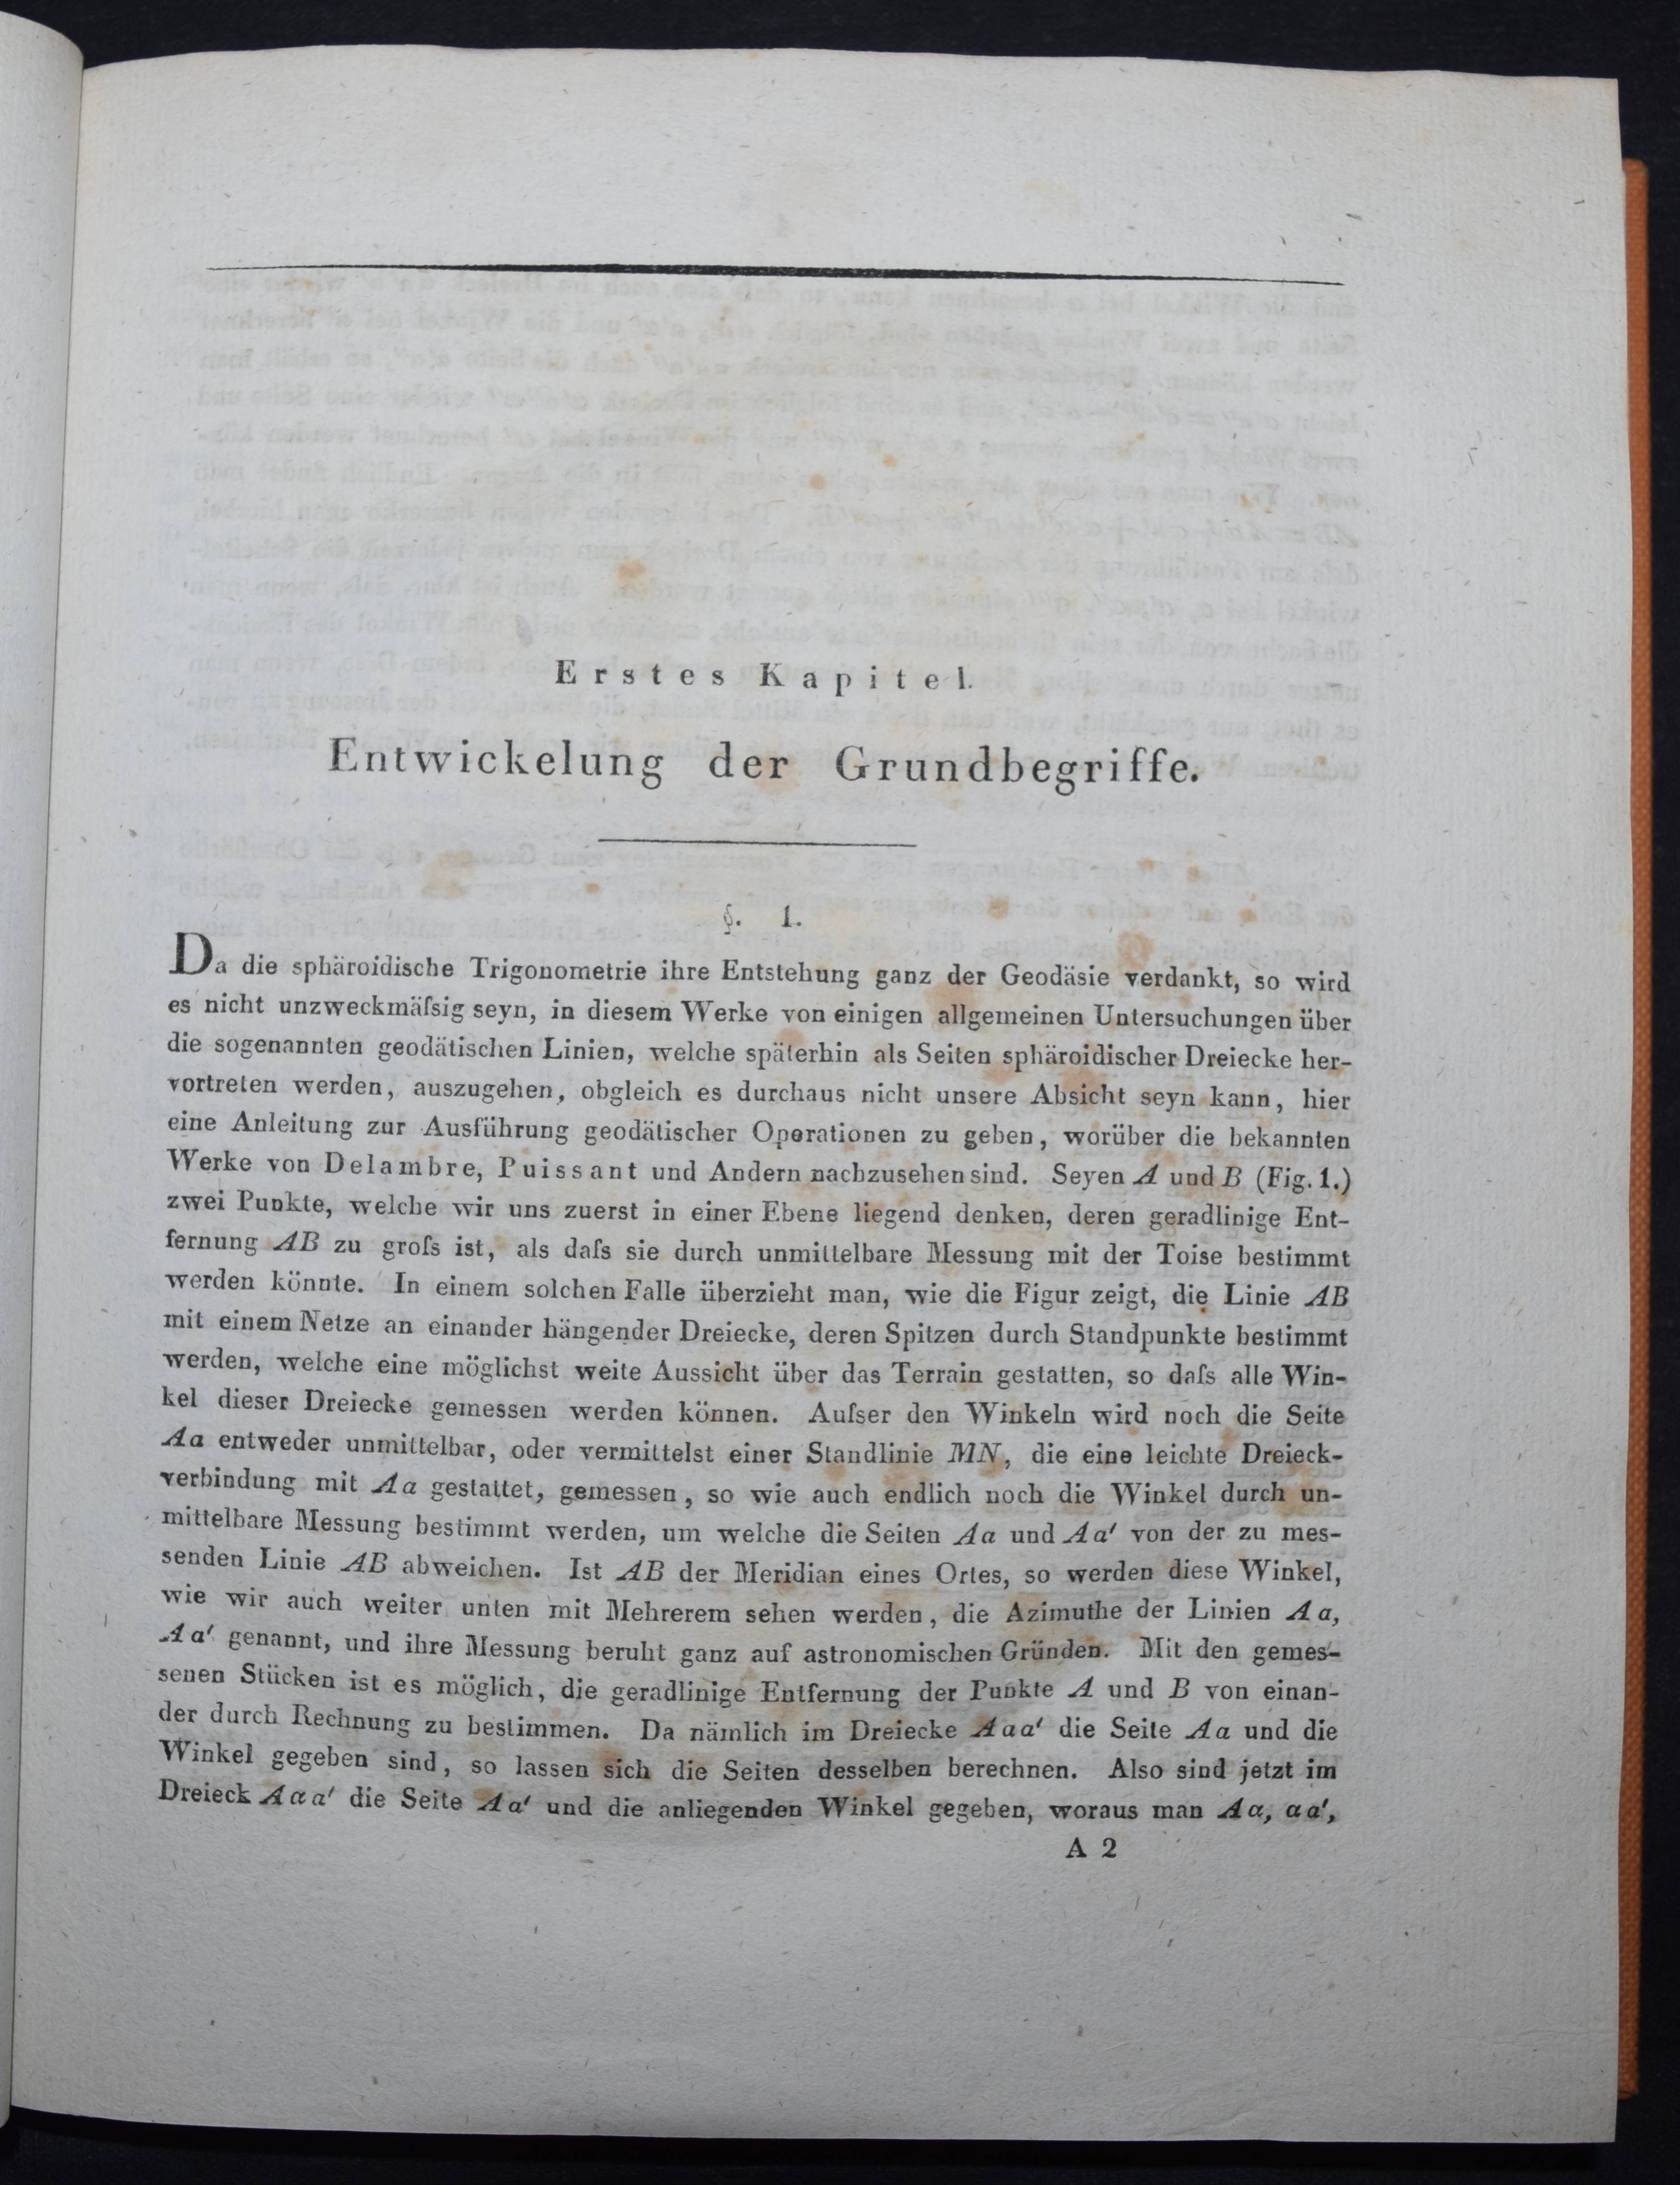 Erstes Kapitel.
Entwickelung der Grundbegriffe.
§. 1.
Da die sphäroidische Trigonometrie ihre Entstehung ganz der Geodäsie verdankt, so wird
es nicht unzweckmäſsig seyn, in diesem Werke von einigen allgemeinen Untersuchungen über
die sogenannten geodätischen Linien, welche späterhin als Seiten sphäroidischer Dreiecke her-
vortreten werden, auszugehen, obgleich es durchaus nicht unsere Absicht seyn kann, hier
eine Anleitung zur Ausführung geodätischer Operationen zu geben, worüber die bekannten
Werke von Delambre, Puissant und Andern nachzusehen sind. Seyen A und B (Fig. 1.)
zwei Punkte, welche wir uns zuerst in einer Ebene liegend denken, deren geradlinige Ent-
fernung AB zu groſs ist, als daſs sie durch unmittelbare Messung mit der Toise bestimmt
werden könnte. In einem solchen Falle überzieht man, wie die Figur zeigt, die Linie AB
mit einem Netze an einander hängender Dreiecke, deren Spitzen durch Standpunkte bestimmt
werden, welche eine möglichst weite Aussicht über das Terrain gestatten, so daſs alle Win-
kel dieser Dreiecke gemessen werden können. Auſser den Winkeln wird noch die Seite
Aa entweder unmittelbar, oder vermittelst einer Standlinie MN, die eine leichte Dreieck-
verbindung mit Aa gestattet, gemessen, so wie auch endlich noch die Winkel durch un-
mittelbare Messung bestimmt werden, um welche die Seiten Aa und Aa' von der zu mes-
senden Linie AB abweichen. Ist AB der Meridian eines Ortes, so werden diese Winkel,
wie wir auch weiter unten mit Mehrerem sehen werden, die Azimuthe der Linien Aa,
Aa' genannt, und ihre Messung beruht ganz auf astronomischen Gründen. Mit den gemes-
senen Stücken ist es möglich, die geradlinige Entfernung der Punkte A und B von einan-
der durch Rechnung zu bestimmen. Da nämlich im Dreiecke Aaa' die Seite Aa und die
Winkel gegeben sind, so lassen sich die Seiten desselben berechnen. Also sind jetzt im
Dreieck Aαa' die Seite Aa' und die anliegenden Winkel gegeben, woraus man Aα, αa',
A 2